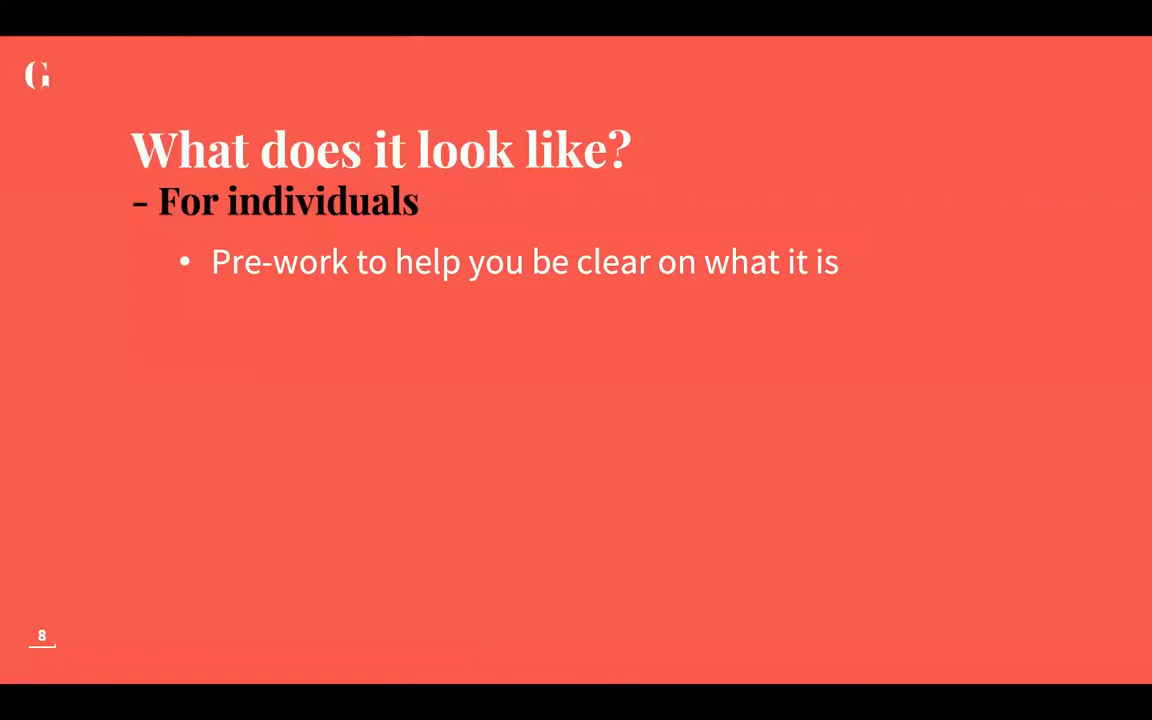 G
What does it look like?
- For individuals
• Pre-work to help you be clear on what it is
8